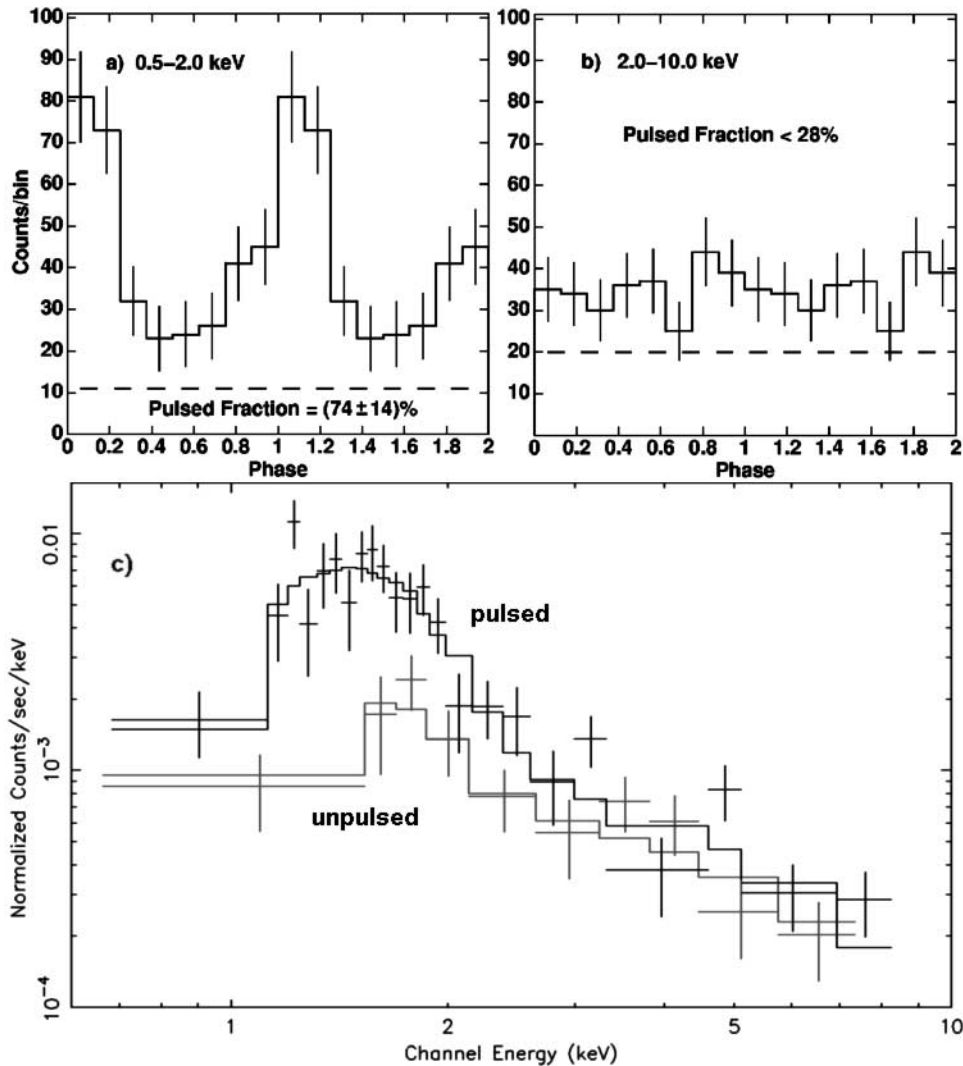 a) 0.5–2.0 keV
Pulsed Fraction = (74±14)%
Counts/bin
100
90
80
70
60
50
40
30
20
10
0
0 0.2 0.4 0.6 0.8 1 1.2 1.4 1.6 1.8 2
Phase
b) 2.0–10.0 keV
Pulsed Fraction < 28%
100
90
80
70
60
50
40
30
20
10
0 0.2 0.4 0.6 0.8 1 1.2 1.4 1.6 1.8 2
Phase
c)
pulsed
unpulsed
Normalized Counts/sec/keV
0.01
10⁻³
10⁻⁴
1 2 5 10
Channel Energy (keV)